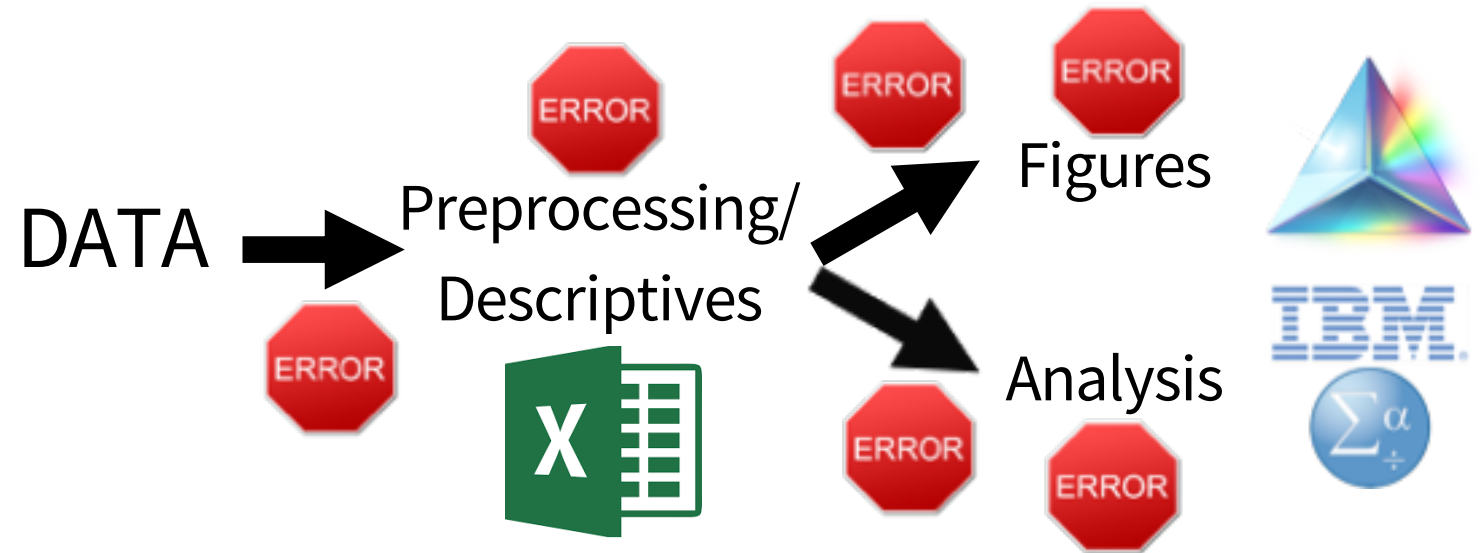 ERROR
ERROR
ERROR
DATA
Preprocessing/
Descriptives
Figures
ERROR
X
IBM
Analysis
Σ α
÷
ERROR
ERROR